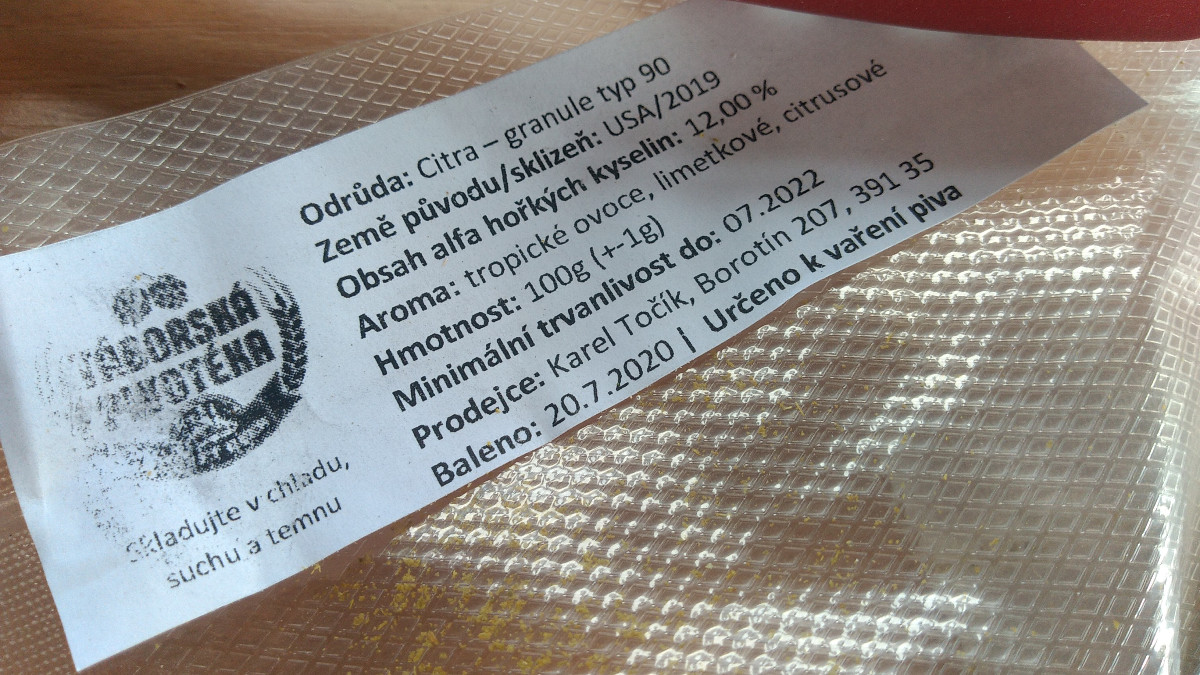 Odrůda: Citra – granule typ 90
Země původu/sklizeň: USA/2019
Obsah alfa hořkých kyselin: 12,00 %
Aroma: tropické ovoce, limetkové, citrusové
Hmotnost: 100g (+-1g)
Minimální trvanlivost do: 07.2022
Prodejce: Karel Točík, Borotín 207, 391 35
Baleno: 20.7.2020 | Určeno k vaření piva
TÁBORSKÁ
Skladujte v chladu,
suchu a temnu